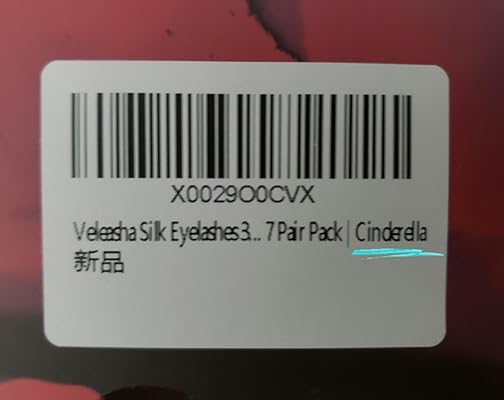 X0029O0CVX
Veleasha Silk Eyelashes 3... 7 Pair Pack | Cinderella
新品